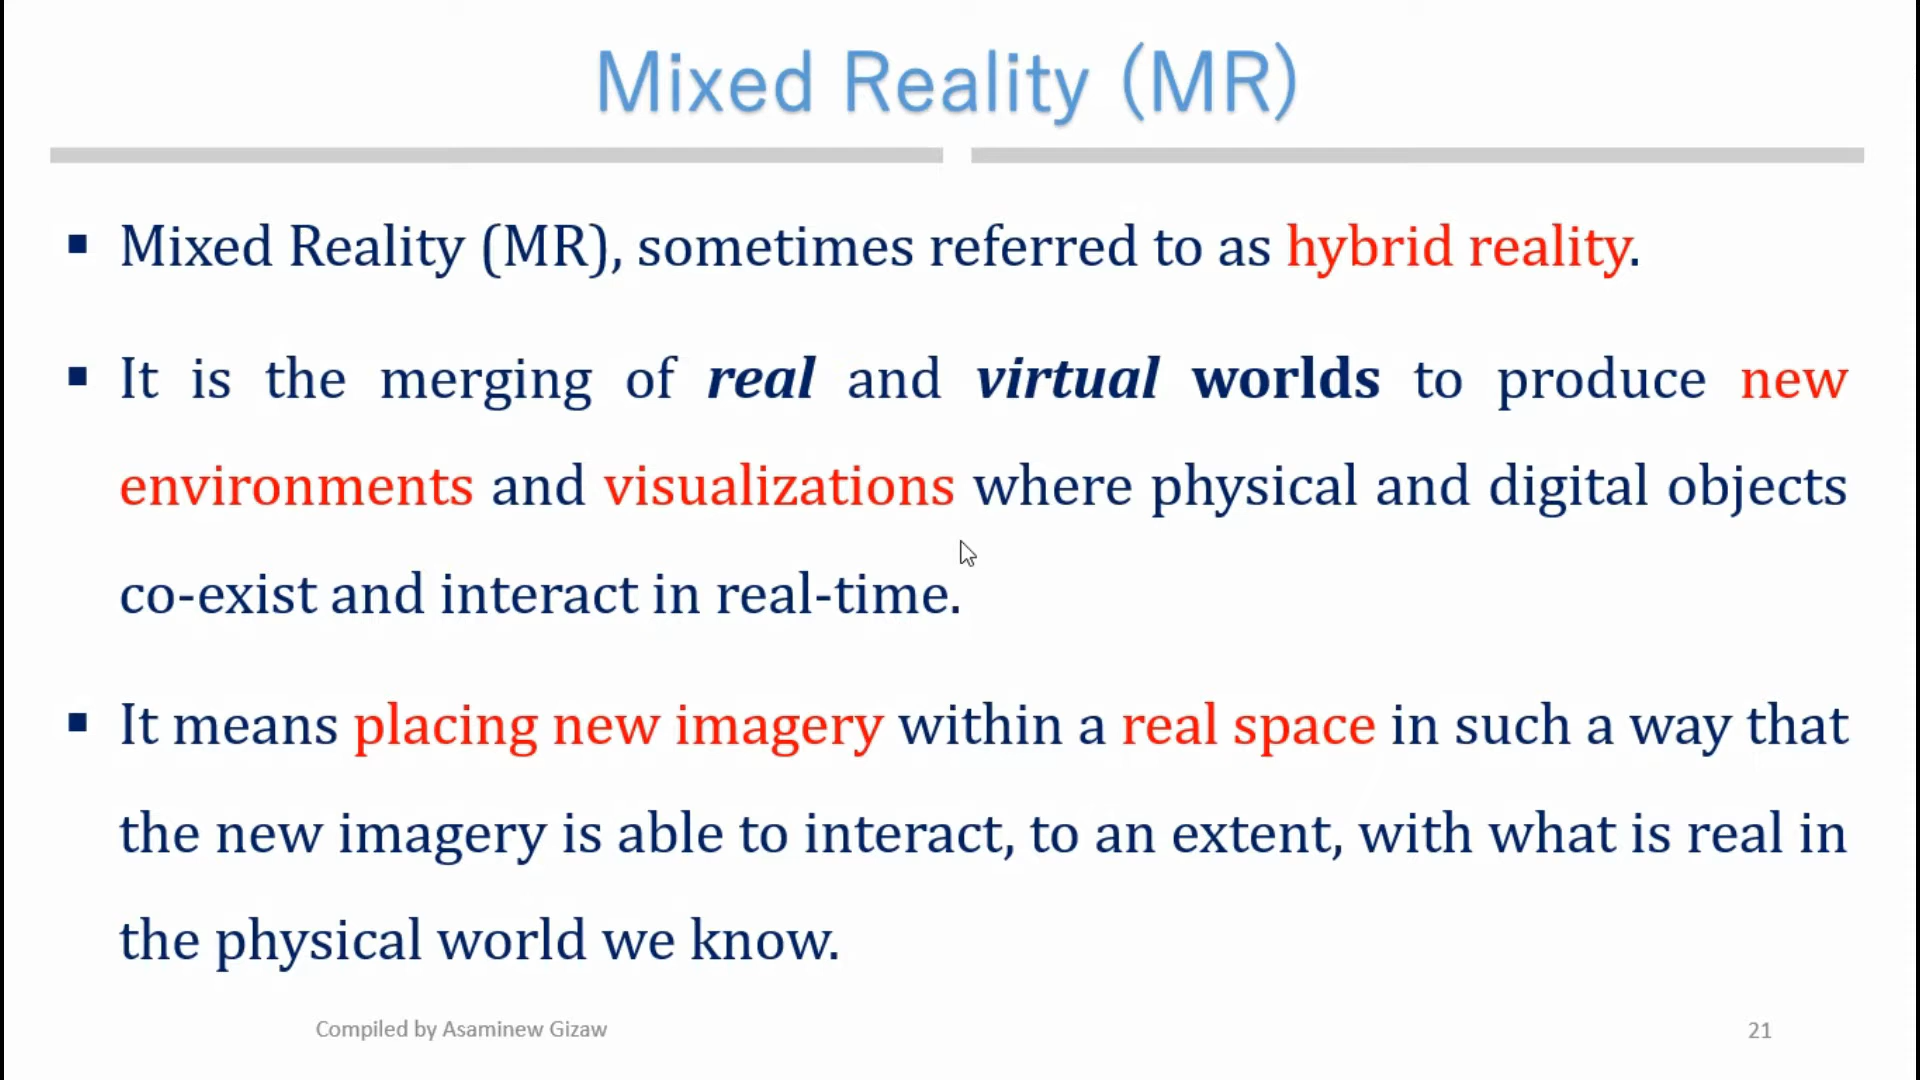 Mixed Reality (MR)
▪ Mixed Reality (MR), sometimes referred to as hybrid reality.
▪ It is the merging of real and virtual worlds to produce new
environments and visualizations where physical and digital objects
co-exist and interact in real-time.
▪ It means placing new imagery within a real space in such a way that
the new imagery is able to interact, to an extent, with what is real in
the physical world we know.
Compiled by Asaminew Gizaw
21